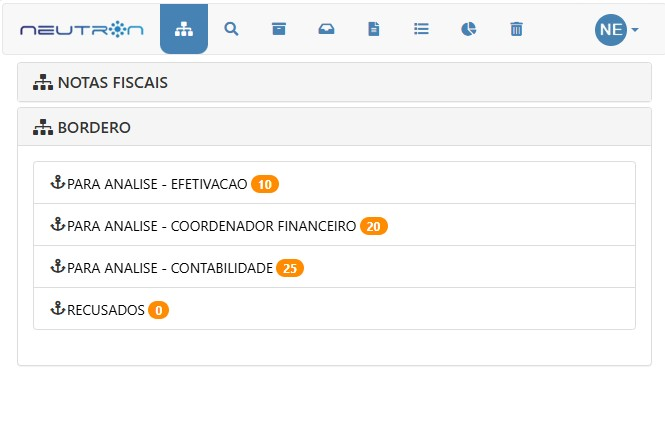 NEUTRON
NE
NOTAS FISCAIS
BORDERO
PARA ANALISE - EFETIVACAO 10
PARA ANALISE - COORDENADOR FINANCEIRO 20
PARA ANALISE - CONTABILIDADE 25
RECUSADOS 0